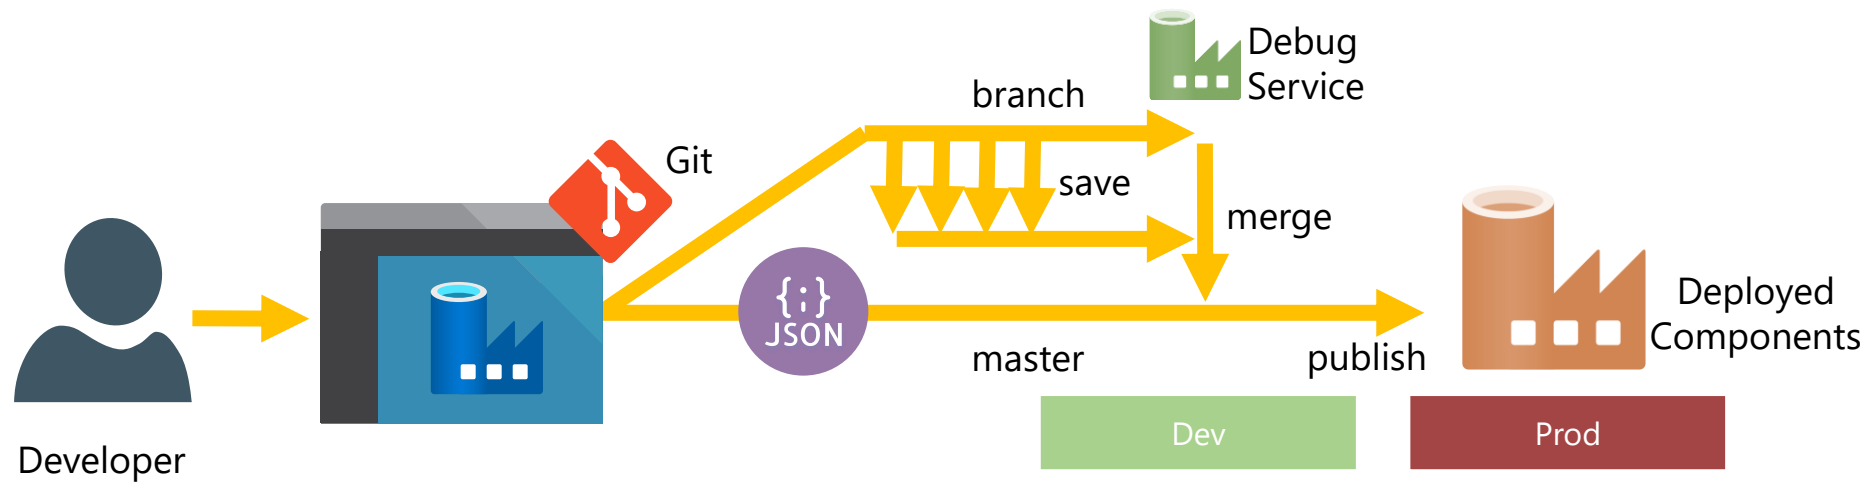 Debug
Service
branch
Git
save
merge
{;}
JSON
Deployed
Components
master
publish
Dev
Prod
Developer